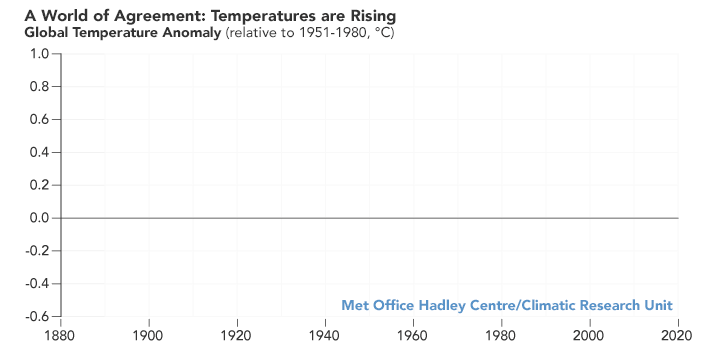 A World of Agreement: Temperatures are Rising
Global Temperature Anomaly (relative to 1951-1980, °C)
1.0
0.8
0.6
0.4
0.2
0.0
-0.2
-0.4
Met Office Hadley Centre/Climatic Research Unit
-0.6
1880 1900 1920 1940 1960 1980 2000 2020